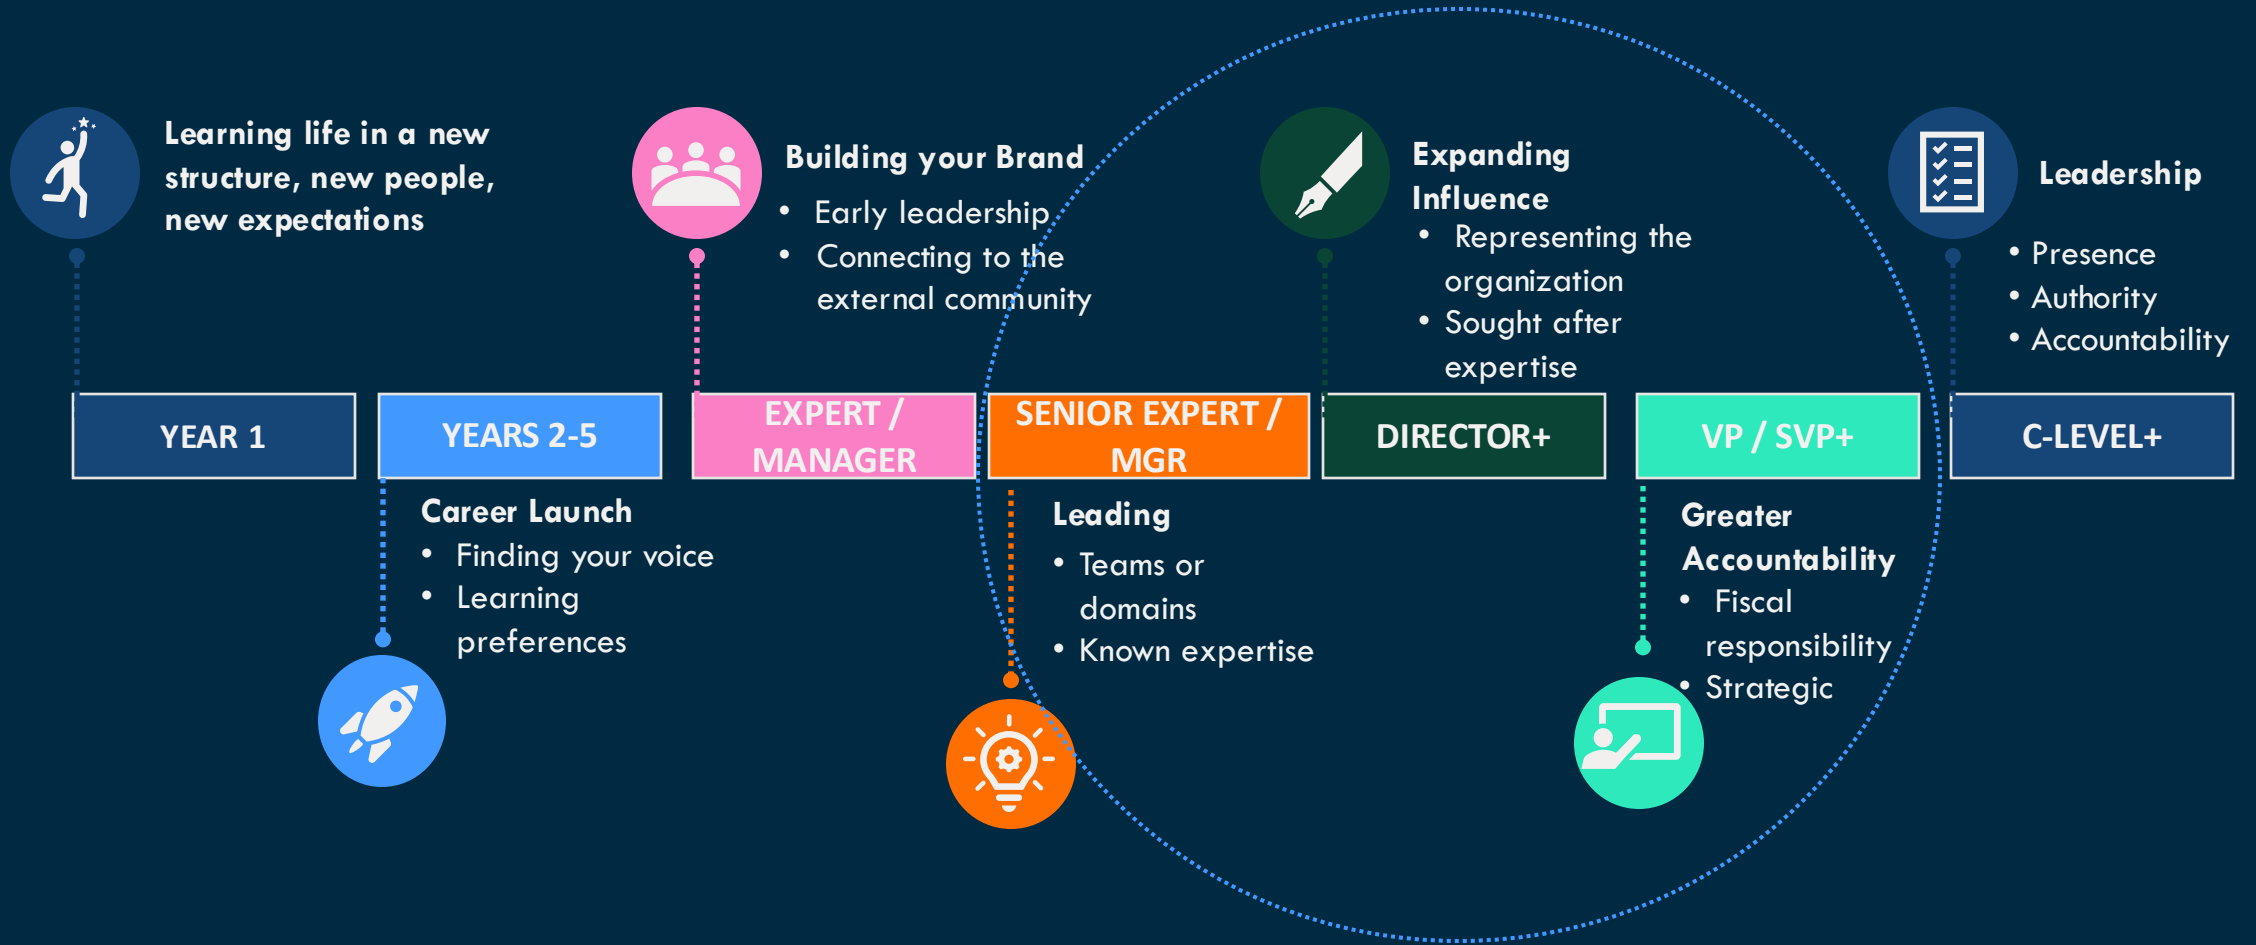 Learning life in a new
structure, new people,
new expectations
Building your Brand
• Early leadership
• Connecting to the
external community
Expanding
Influence
• Representing the
organization
• Sought after
expertise
Leadership
• Presence
• Authority
• Accountability
YEAR 1
YEARS 2-5
EXPERT /
MANAGER
SENIOR EXPERT /
MGR
DIRECTOR+
VP / SVP+
C-LEVEL+
Career Launch
• Finding your voice
• Learning
preferences
Leading
• Teams or
domains
• Known expertise
Greater
Accountability
• Fiscal
responsibility
• Strategic